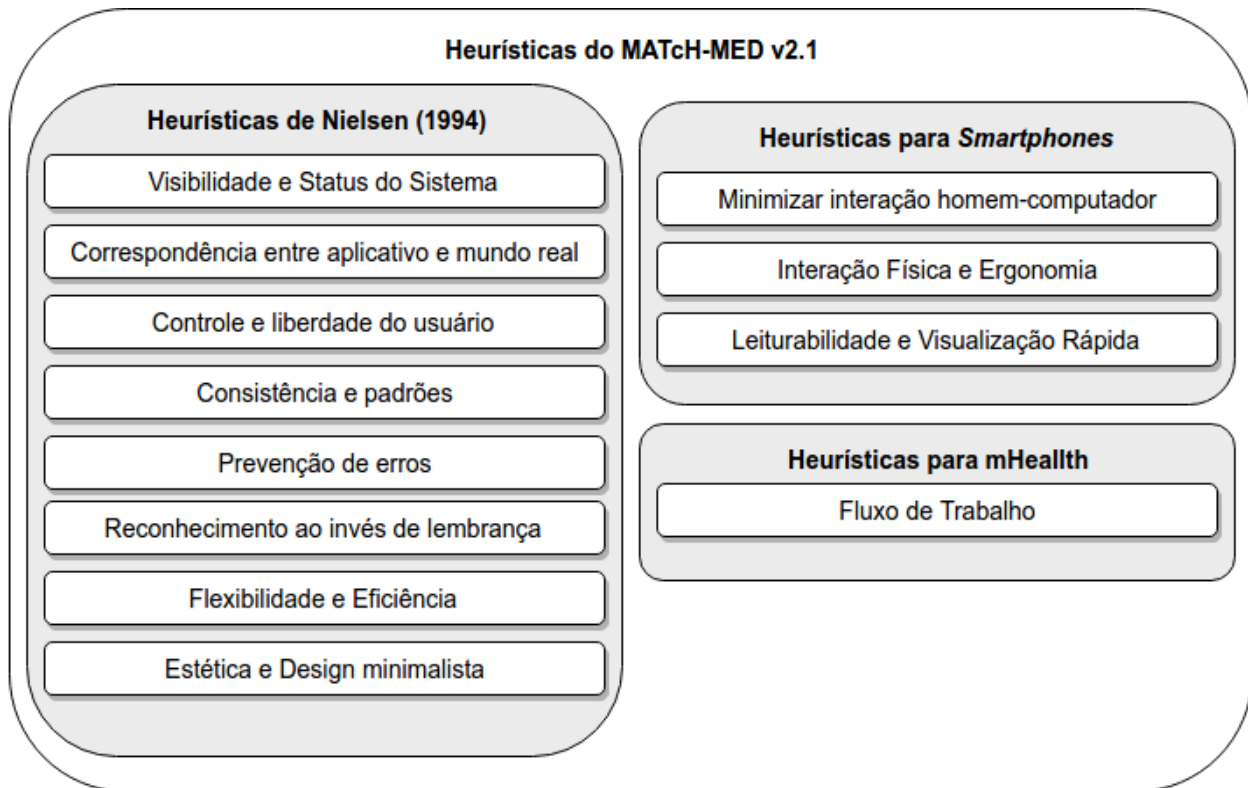 Heurísticas do MATcH-MED v2.1
Heurísticas de Nielsen (1994)
Visibilidade e Status do Sistema
Correspondência entre aplicativo e mundo real
Controle e liberdade do usuário
Consistência e padrões
Prevenção de erros
Reconhecimento ao invés de lembrança
Flexibilidade e Eficiência
Estética e Design minimalista
Heurísticas para Smartphones
Minimizar interação homem-computador
Interação Física e Ergonomia
Leiturabilidade e Visualização Rápida
Heurísticas para mHeallth
Fluxo de Trabalho